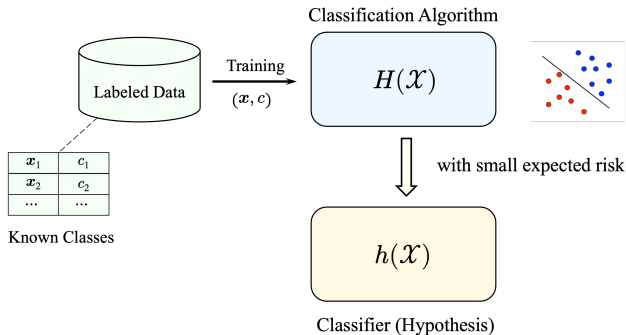 Classification Algorithm
Labeled Data
Training
(𝒙, c)
H(𝒳)
with small expected risk
𝒙₁ c₁
𝒙₂ c₂
... ...
Known Classes
h(𝒳)
Classifier (Hypothesis)